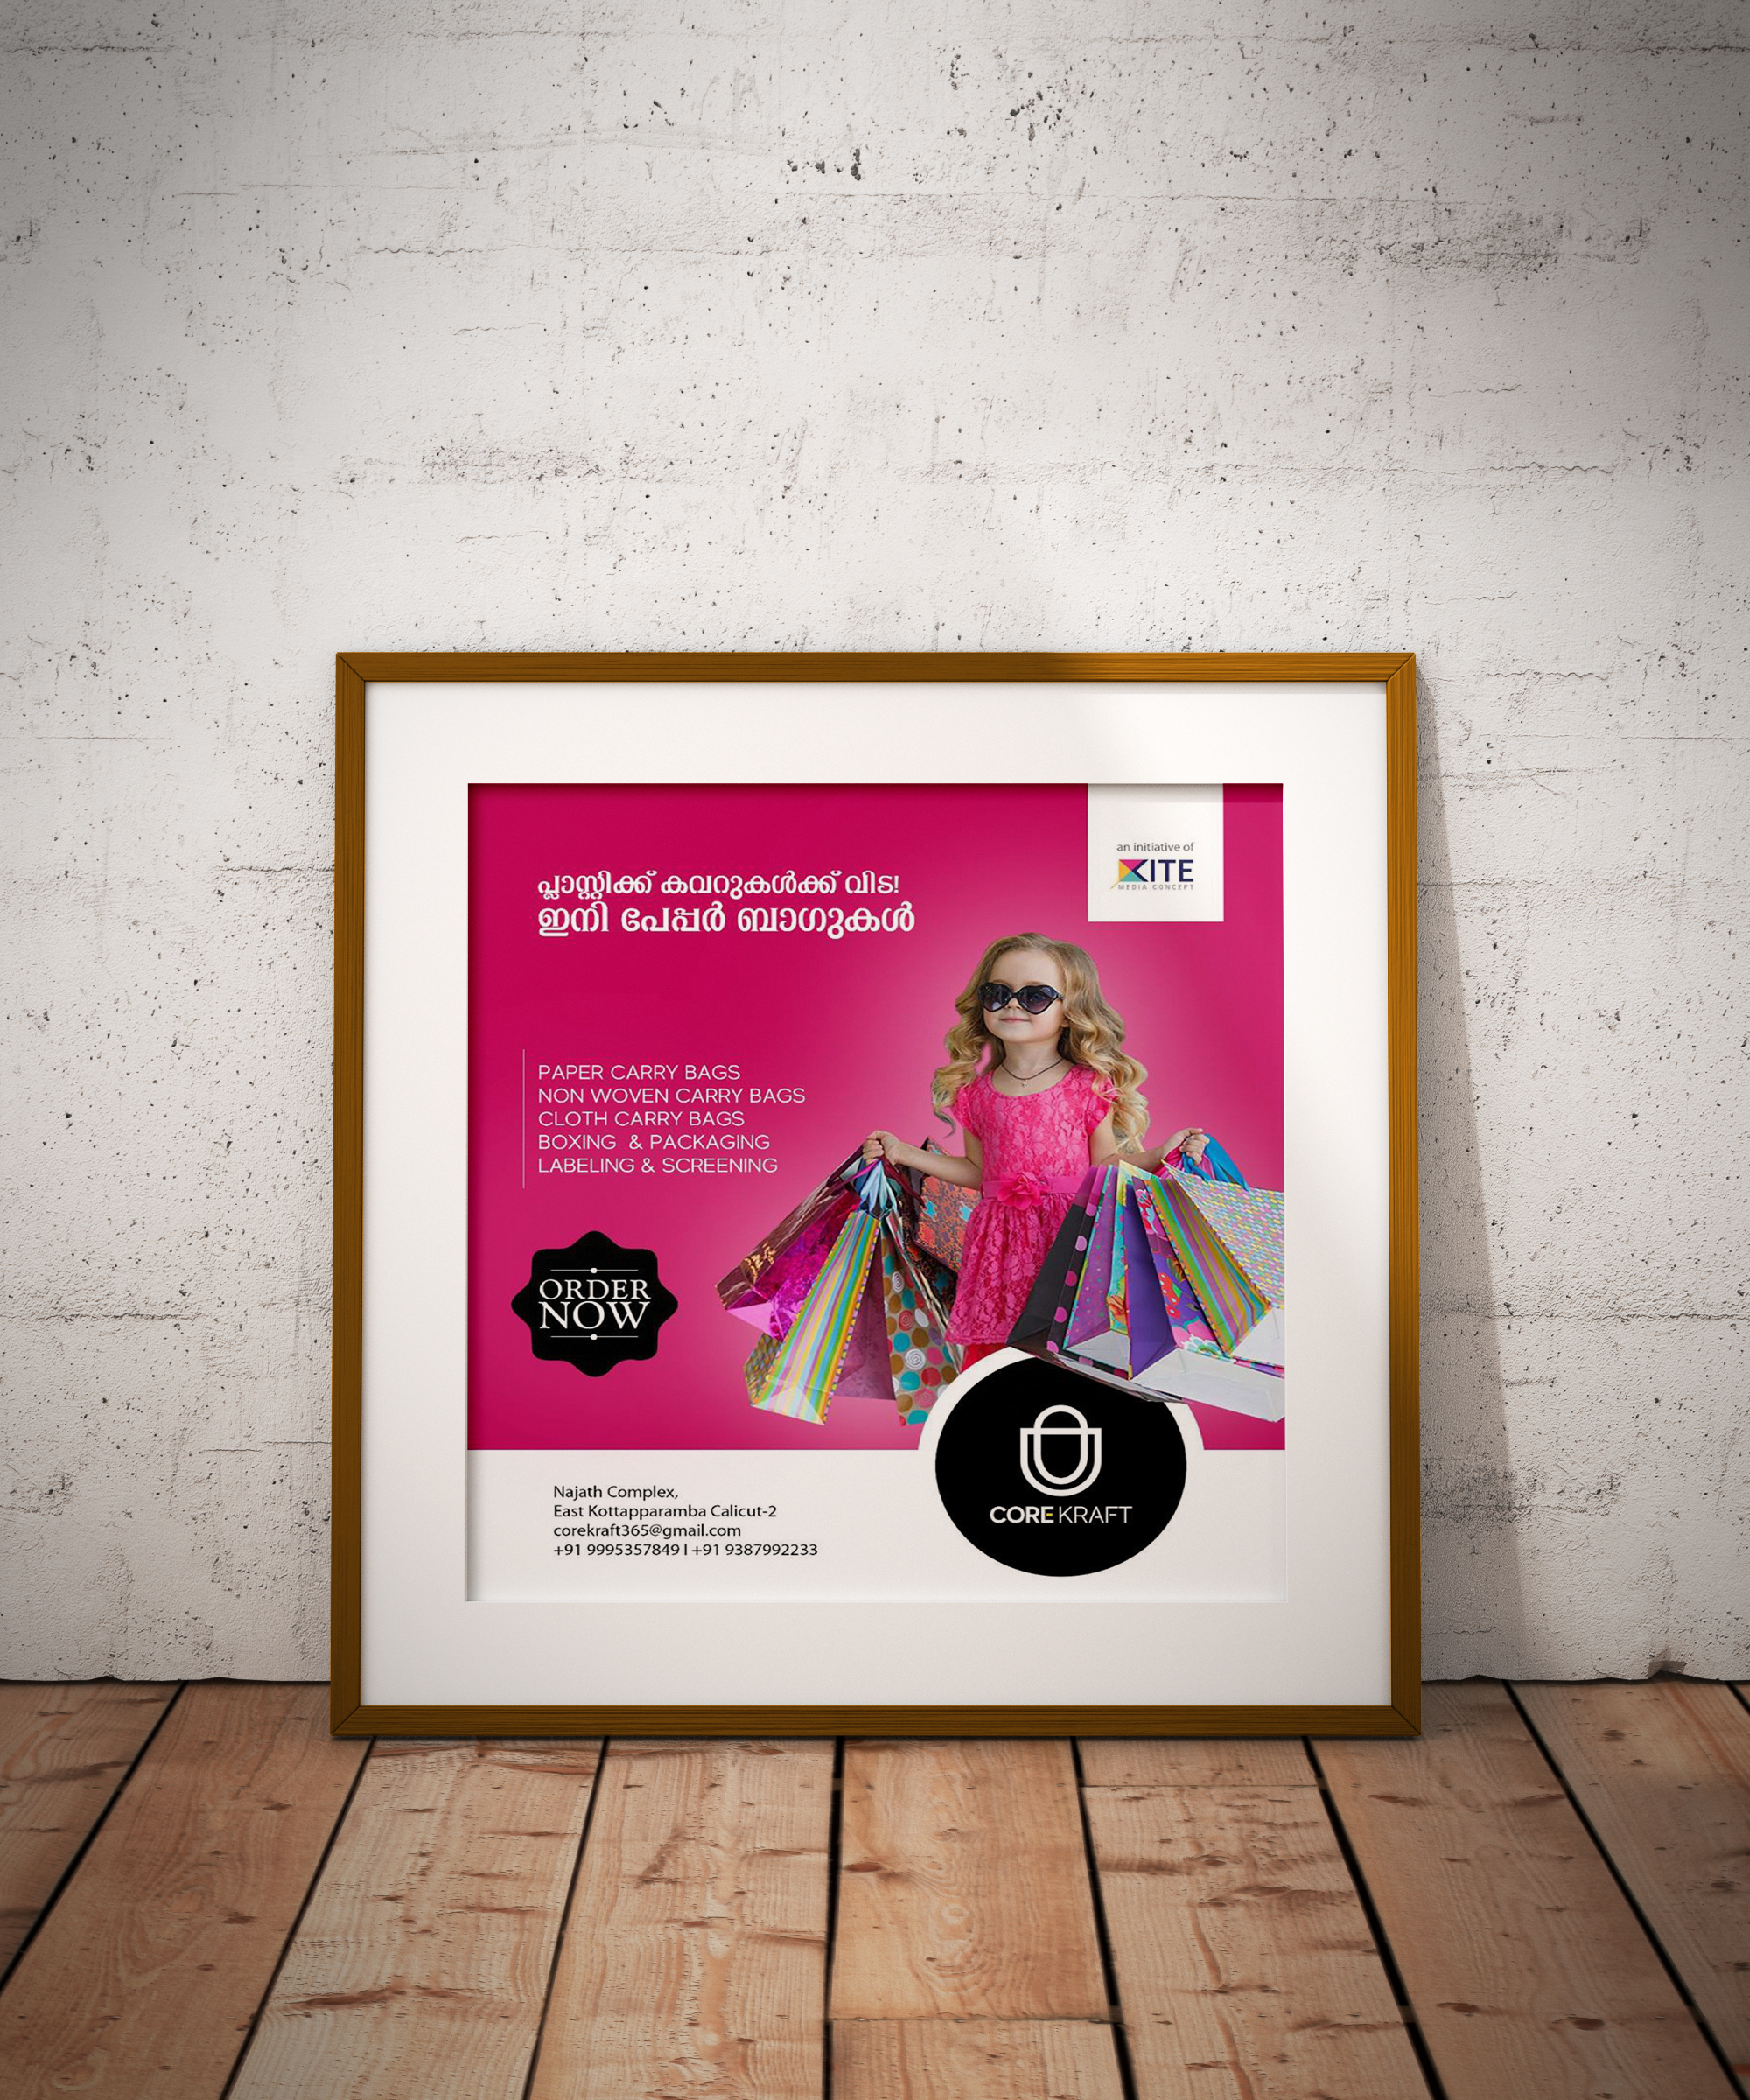 an initiative of
KITE
MEDIA CONCEPT
പ്ലാസ്റ്റിക്ക് കവറുകൾക്ക് വിട!
ഇനി പേപ്പർ ബാഗുകൾ
PAPER CARRY BAGS
NON WOVEN CARRY BAGS
CLOTH CARRY BAGS
BOXING & PACKAGING
LABELING & SCREENING
ORDER
NOW
CORE KRAFT
Najath Complex,
East Kottapparamba Calicut-2
corekraft365@gmail.com
+91 9995357849 l +91 9387992233